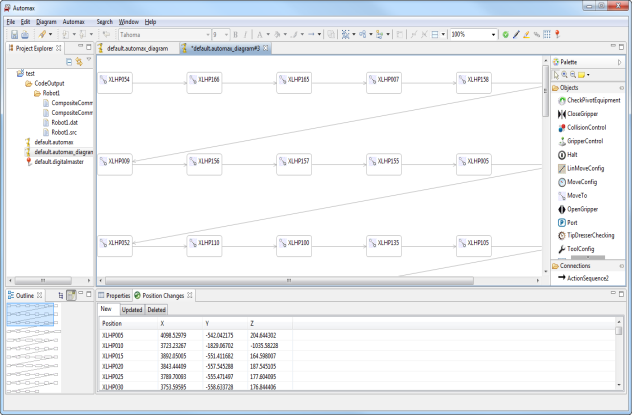 Automax
File Edit Diagram Automax Search Window Help
Tahoma 9 B I A 100%
Project Explorer
test
CodeOutput
Robot1
CompositeComm
CompositeComm
Robot1.dat
Robot1.src
default.automax
default.automax_diagram
default.digitalmaster
default.automax_diagram *default.automax_diagram#3
XLHP054 XLHP166 XLHP165 XLHP007 XLHP158
XLHP009 XLHP156 XLHP157 XLHP155 XLHP005
XLHP052 XLHP110 XLHP100 XLHP135 XLHP105
Palette
Objects
CheckPivotEquipment
CloseGripper
CollisionControl
GripperControl
Halt
LinMoveConfig
MoveConfig
MoveTo
OpenGripper
Port
TipDresserChecking
ToolConfig
Connections
ActionSequence2
Outline
Properties Position Changes
New Updated Deleted
Position X Y Z
XLHP005 4098.52979 -542.042175 204.644302
XLHP010 3723.23267 -1829.06702 -1035.58228
XLHP015 3892.05005 -551.411682 164.598007
XLHP020 3843.44409 -557.545288 187.545105
XLHP025 3789.70093 -555.471497 177.604095
XLHP030 3753.59595 -558.633728 176.844406